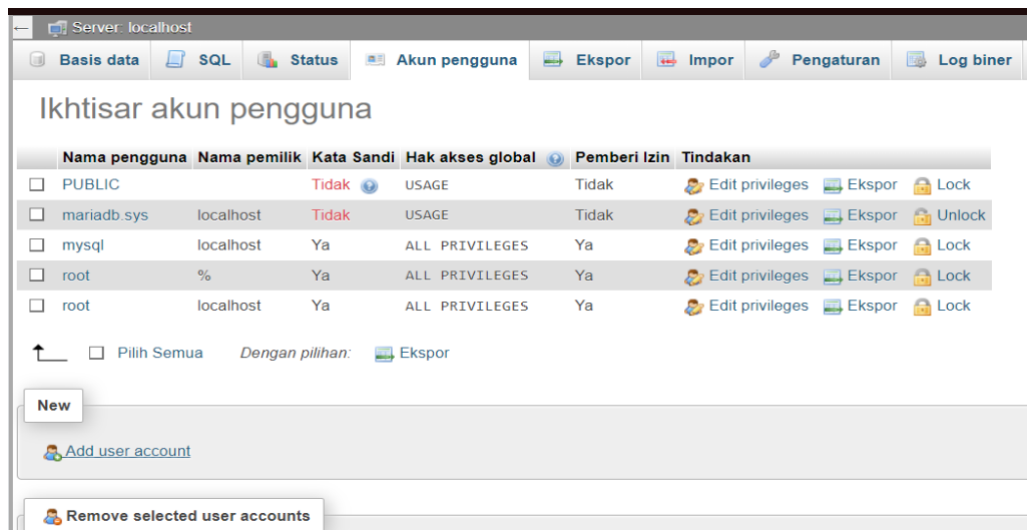 Server: localhost
Basis data SQL Status Akun pengguna Ekspor Impor Pengaturan Log biner
Ikhtisar akun pengguna
Nama pengguna Nama pemilik Kata Sandi Hak akses global Pemberi Izin Tindakan
PUBLIC Tidak USAGE Tidak Edit privileges Ekspor Lock
mariadb.sys localhost Tidak USAGE Tidak Edit privileges Ekspor Unlock
mysql localhost Ya ALL PRIVILEGES Ya Edit privileges Ekspor Lock
root % Ya ALL PRIVILEGES Ya Edit privileges Ekspor Lock
root localhost Ya ALL PRIVILEGES Ya Edit privileges Ekspor Lock
Pilih Semua Dengan pilihan: Ekspor
New
Add user account
Remove selected user accounts